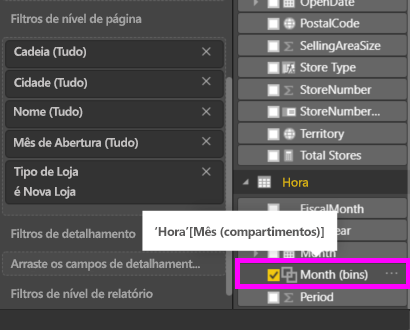 Filtros de nível de página
Cadeia (Tudo)
Cidade (Tudo)
Nome (Tudo)
Mês de Abertura (Tudo)
Tipo de Loja
é Nova Loja
Filtros de detalhamento
Arraste os campos de detalhament...
Filtros de nível de relatório
OpenDate
PostalCode
SellingAreaSize
Store Type
StoreNumber
StoreNumber...
Territory
Total Stores
Hora
FiscalMonth
'Hora'[Mês (compartimentos)]
Month
Month (bins)
Period